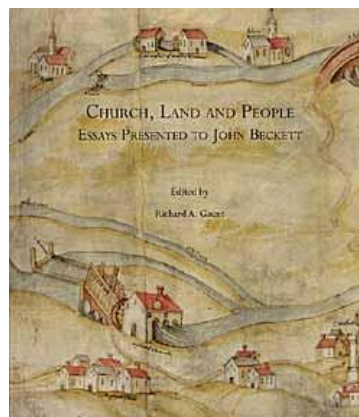 CHURCH, LAND AND PEOPLE
ESSAYS PRESENTED TO JOHN BECKETT
Edited by
Richard A. Gaunt